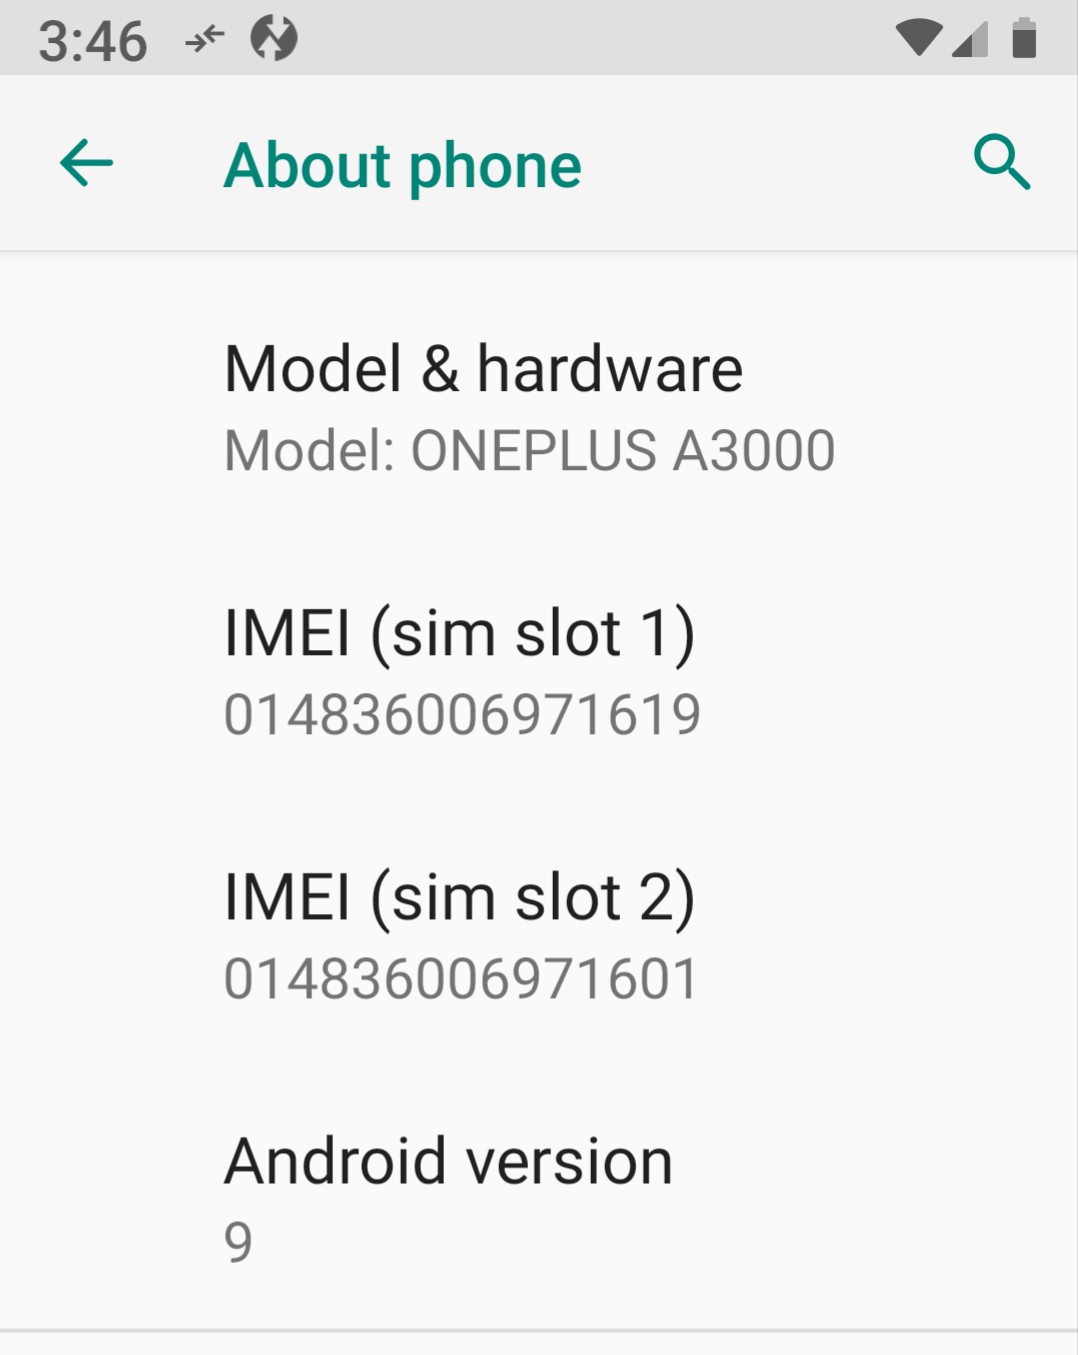 3:46
About phone
Model & hardware
Model: ONEPLUS A3000
IMEI (sim slot 1)
014836006971619
IMEI (sim slot 2)
014836006971601
Android version
9